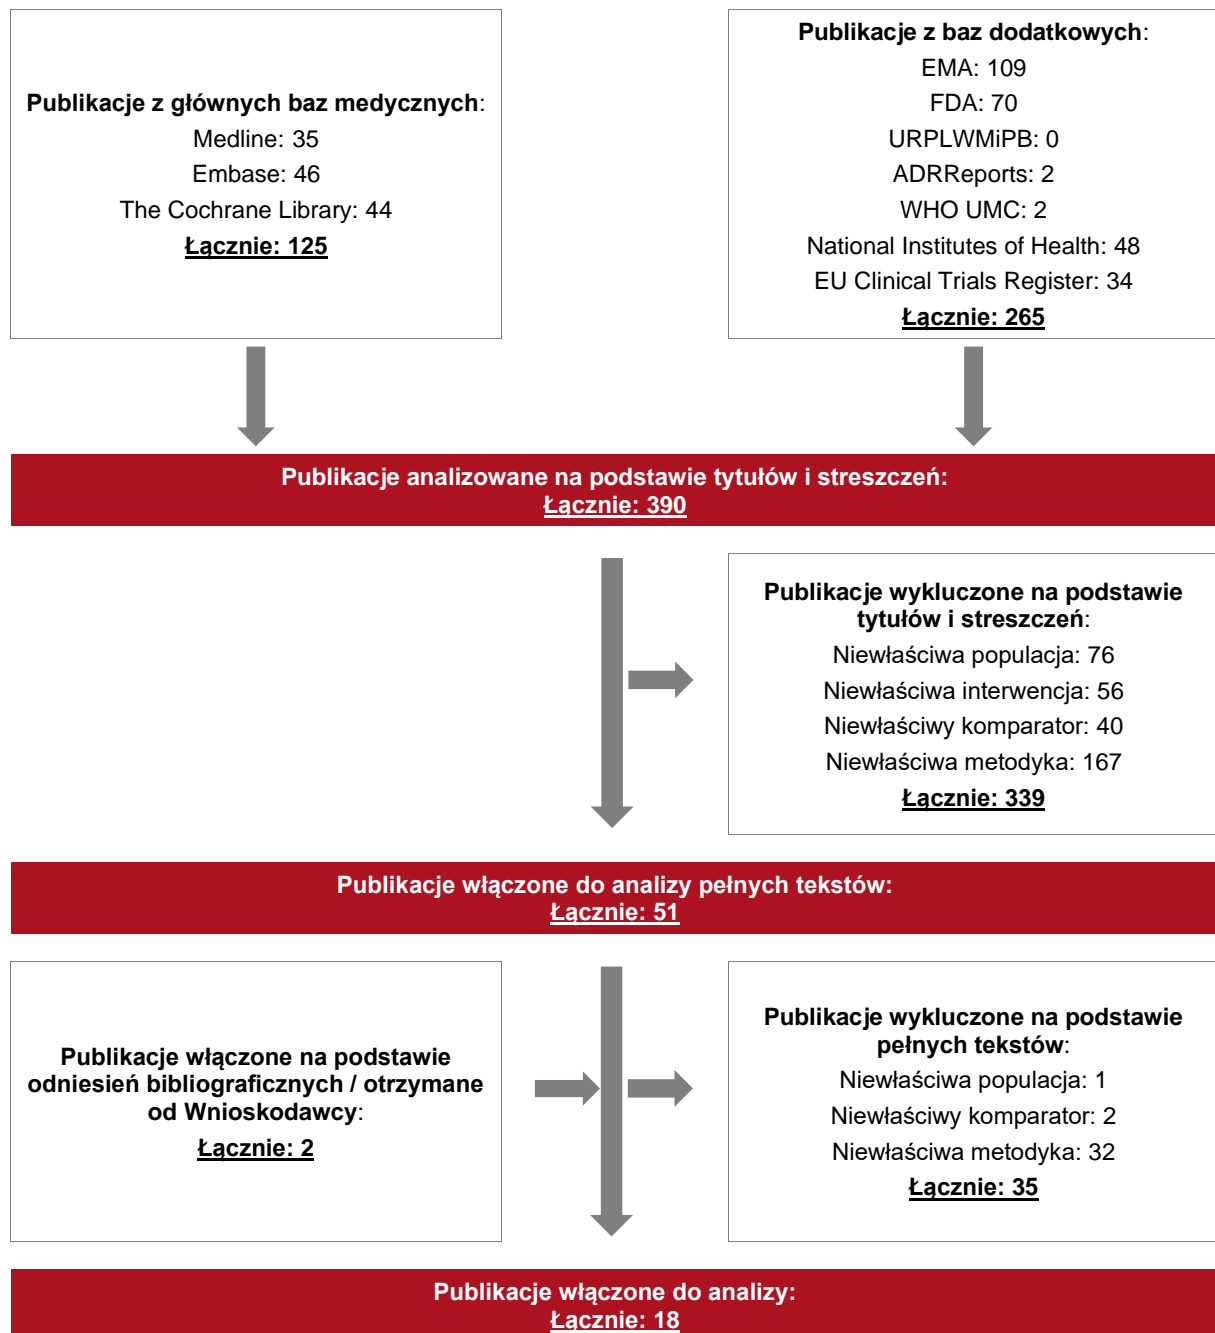 Publikacje z głównych baz medycznych:
Medline: 35
Embase: 46
The Cochrane Library: 44
Łącznie: 125
Publikacje z baz dodatkowych:
EMA: 109
FDA: 70
URPLWMiPB: 0
ADRReports: 2
WHO UMC: 2
National Institutes of Health: 48
EU Clinical Trials Register: 34
Łącznie: 265
Publikacje analizowane na podstawie tytułów i streszczeń:
Łącznie: 390
Publikacje wykluczone na podstawie
tytułów i streszczeń:
Niewłaściwa populacja: 76
Niewłaściwa interwencja: 56
Niewłaściwy komparator: 40
Niewłaściwa metodyka: 167
Łącznie: 339
Publikacje włączone do analizy pełnych tekstów:
Łącznie: 51
Publikacje włączone na podstawie
odniesień bibliograficznych / otrzymane
od Wnioskodawcy:
Łącznie: 2
Publikacje wykluczone na podstawie
pełnych tekstów:
Niewłaściwa populacja: 1
Niewłaściwy komparator: 2
Niewłaściwa metodyka: 32
Łącznie: 35
Publikacje włączone do analizy:
Łącznie: 18